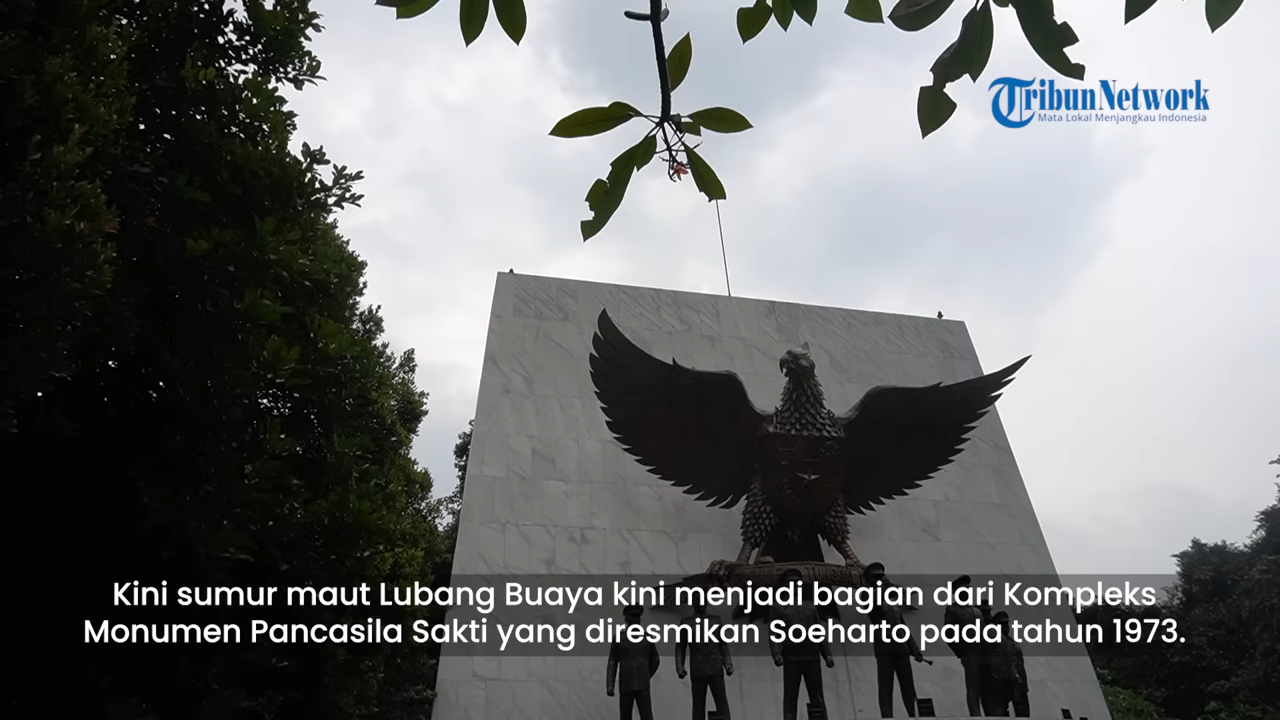 TribunNetwork
Mata Lokal Menjangkau Indonesia
Kini sumur maut Lubang Buaya kini menjadi bagian dari Kompleks
Monumen Pancasila Sakti yang diresmikan Soeharto pada tahun 1973.